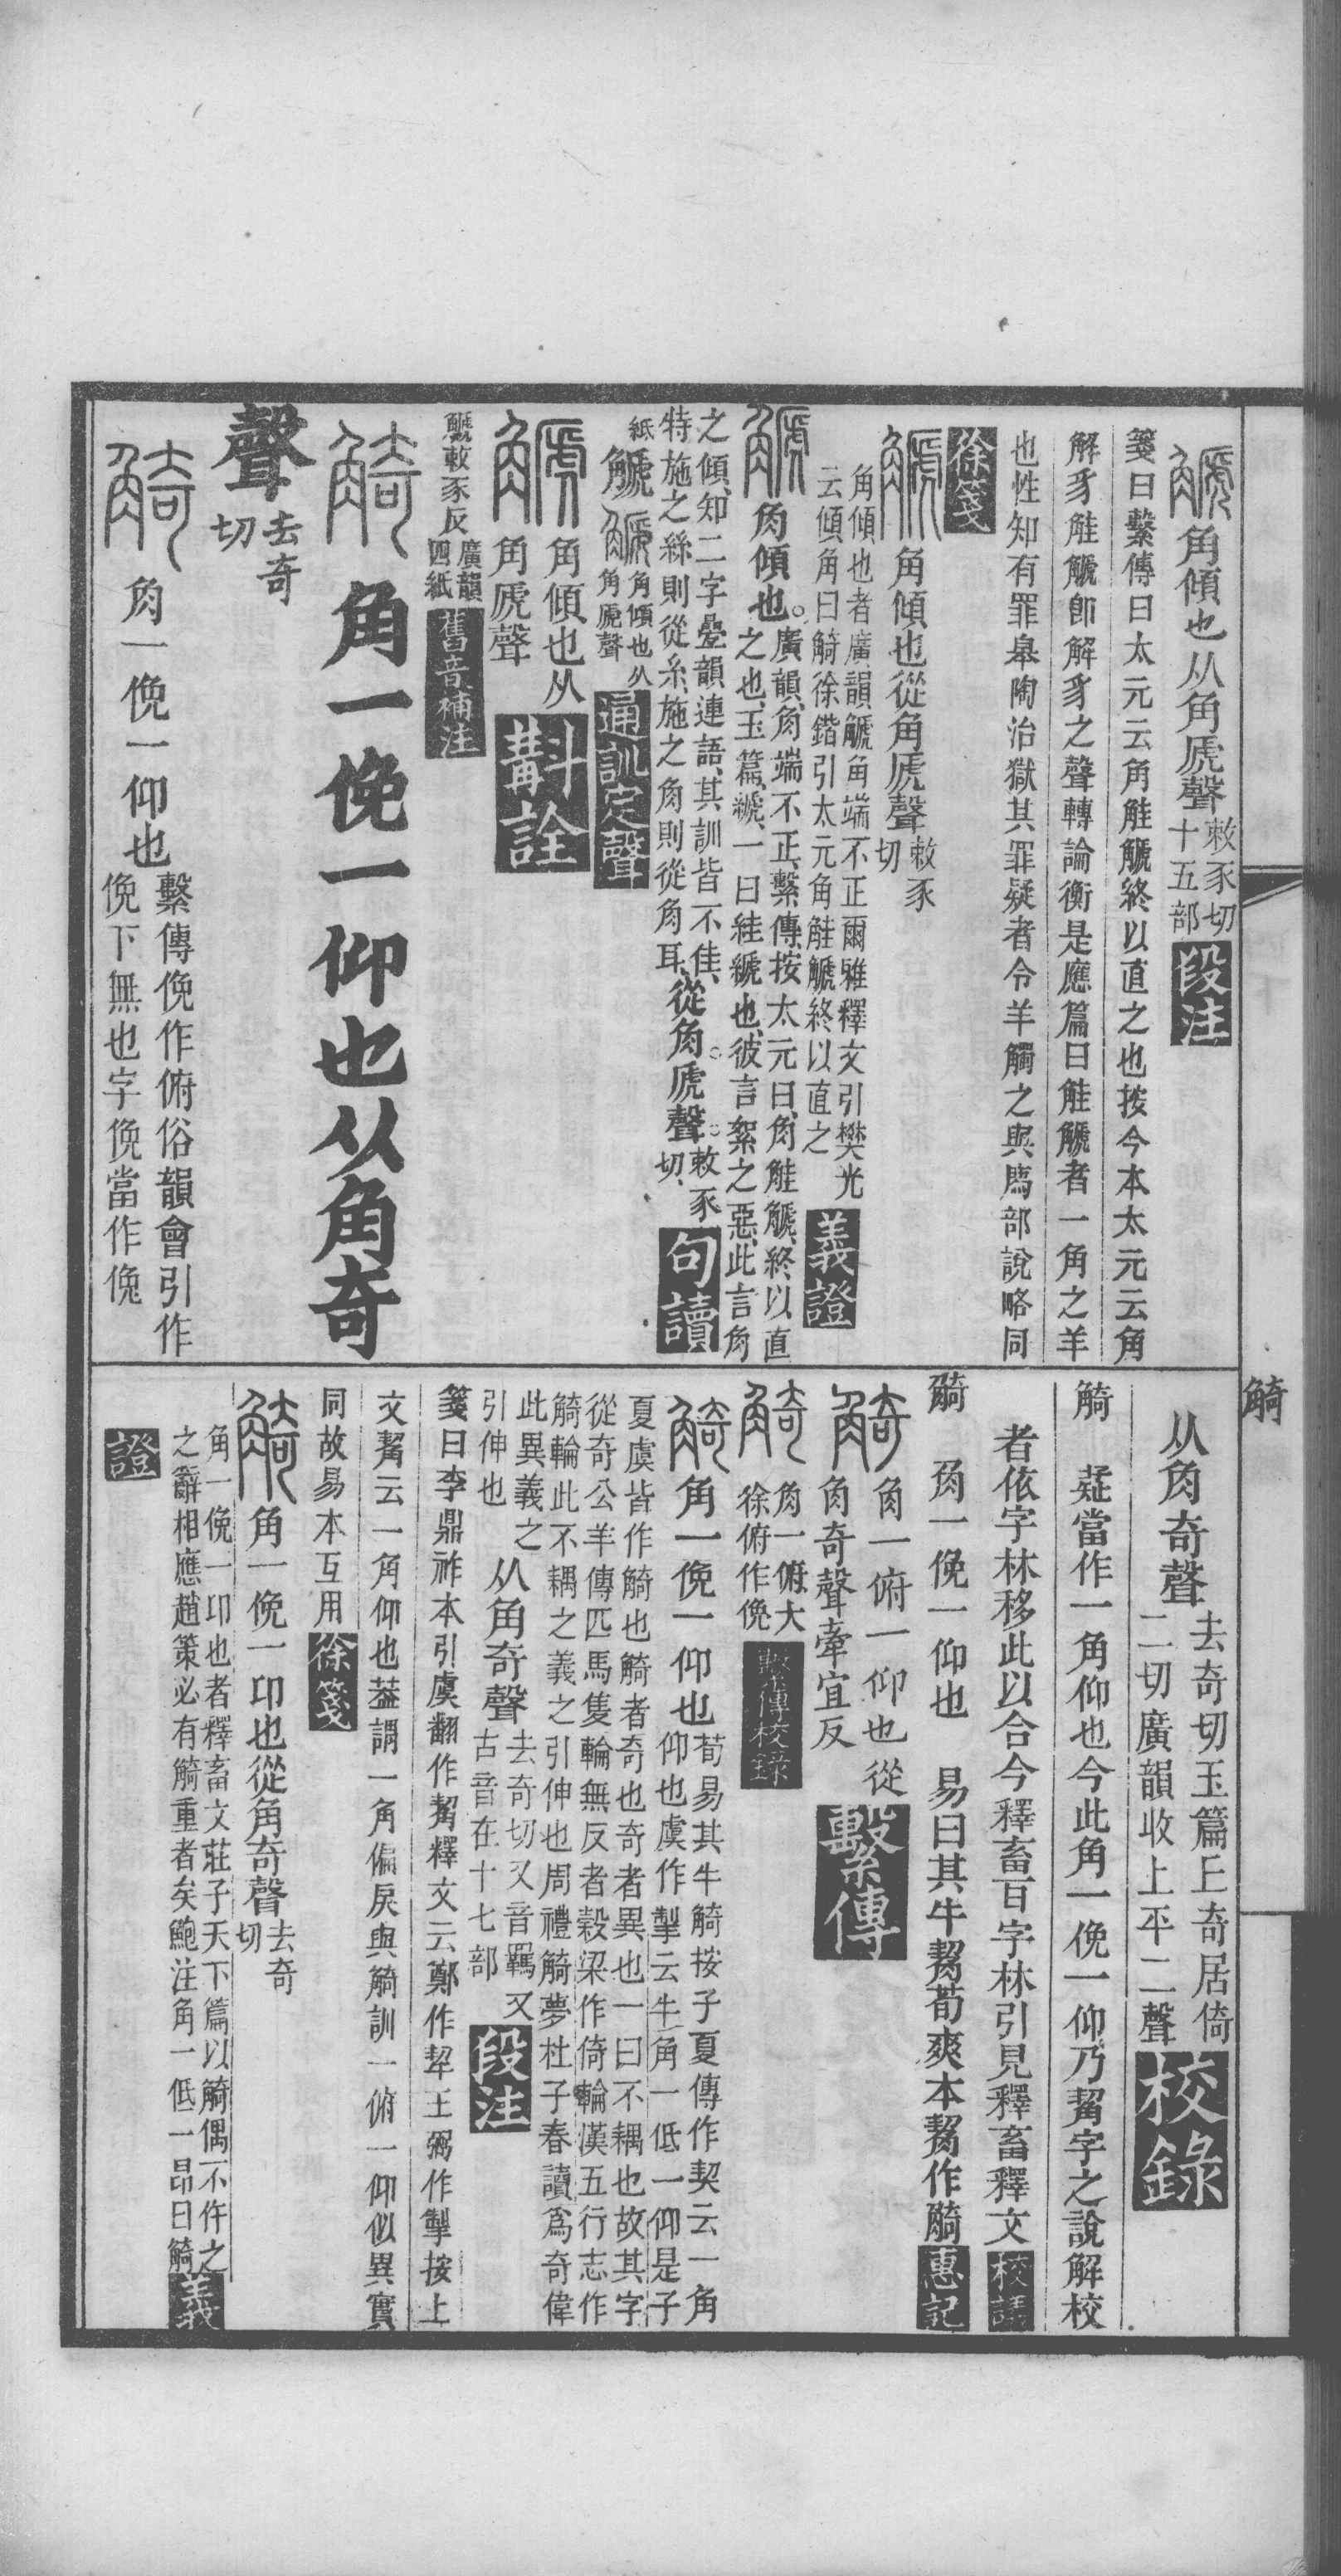 觬角傾也从角虒聲敕豕切十五部段注
箋曰繫傳曰太元云角觟䚦終以直之也按今本太元云角
解豸觟䚦卽解豸之聲轉論衡是應篇曰觟䚦者一角之羊
也性知有罪皋陶治獄其罪疑者令羊觸之與廌部說略同
徐箋
䚦角傾也從角虒聲敕豕切
角傾也者廣韻䚦角端不正爾雅釋文引樊光
云傾角曰觭徐鍇引太元角觟䚦終以直之
義證
䚦角傾也。廣韻、角端不正、繫傳、按太元曰、角觟䚦、終以直
之也、玉篇、䚦、一曰絓䚦也、彼言絮之惡、此言角
之傾、知二字㬪韻連語、其訓皆不佳、
特施之絲則從糸、施之角則從角耳、從角。虒聲。敕豕切、句讀
紙
䚦䚦角傾也从角虒聲通訓定聲
䚦角傾也从角虒聲斠詮
䚦敕豕反廣韻四紙舊音補注
觭角一俛一仰也从角奇
聲去奇切
觭角一俛一仰也繫傳俛作俯俗韻會引作
俛下無也字俛當作俛
觭
从角奇聲去奇切玉篇丘奇居倚
二切廣韻收上平二聲校錄
觭 疑當作一角仰也今此角一俛一仰乃觢字之說解校
者依字林移此以合今釋畜百字林引見釋畜釋文校議
觭 角一俛一仰也 易曰其牛觢荀爽本觢作觭惠記
觭角一俯一仰也從角奇聲牽宜反繫傳
觭角一俯大徐俯作俛繫傳校錄
觭角一俛一仰也荀易其牛觭按子夏傳作契云一角
仰也虞作掣云牛角一低一仰是子
夏虞皆作觭也觭者奇也奇者異也一曰不耦也故其字
從奇公羊傳匹馬隻輪無反者榖梁作倚輪漢五行志作
觭輪此不耦之義之引伸也周禮觭夢杜子春讀爲奇偉
此異義之引伸也从角奇聲去奇切又音羈又古音在十七部段注
箋曰李鼎祚本引虞翻作觢釋文云鄭作犎王弼作掣按上
文觢云一角仰也葢謂一角偏戾與觭訓一俯一仰似異實
同故易本互用徐箋
觭角一俛一卬也從角奇聲去奇切
角一俛一卬也者釋畜文莊子天下篇以觭偶不仵之
之辭相應趙策必有觭重者矣鮑注角一低一昂曰觭義
證